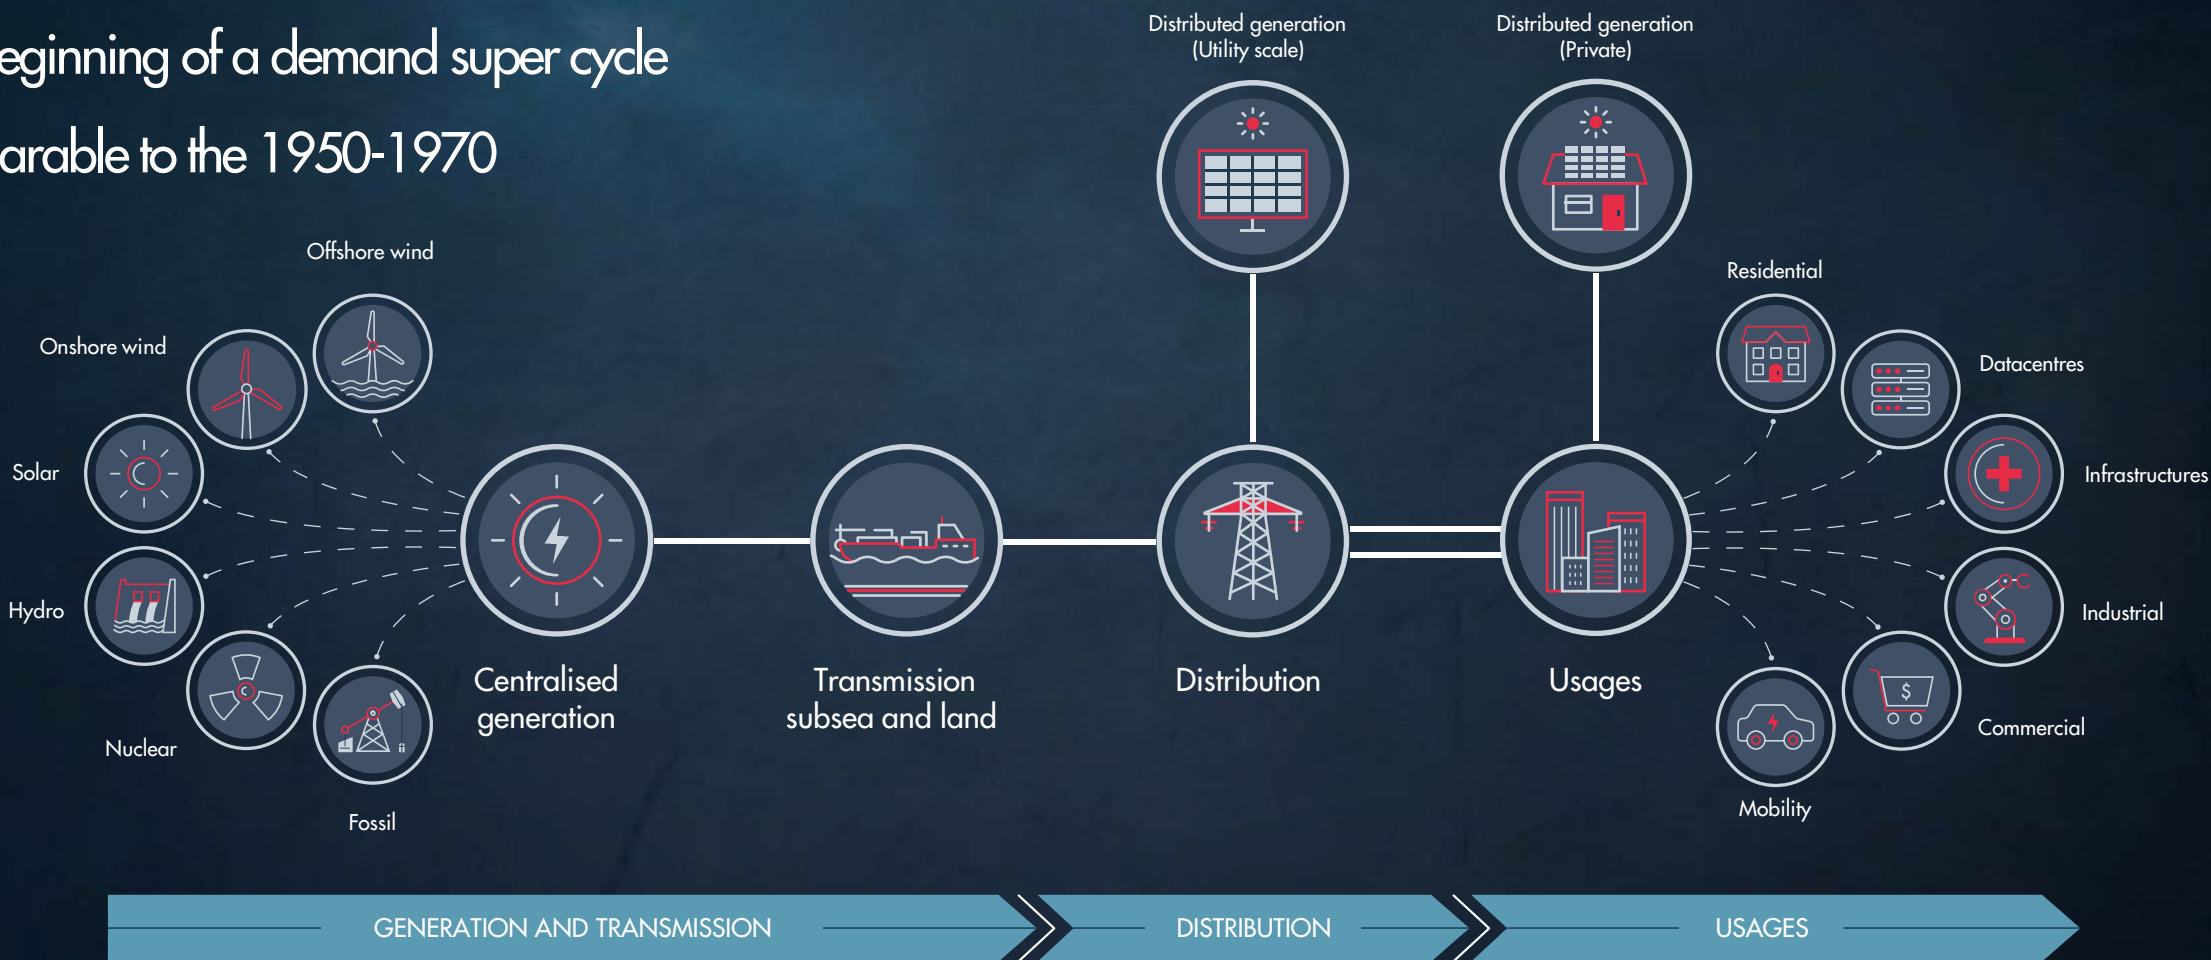 eginning of a demand super cycle
arable to the 1950-1970
Distributed generation
(Utility scale)
Distributed generation
(Private)
Offshore wind
Onshore wind
Solar
Hydro
Nuclear
Fossil
Centralised
generation
Transmission
subsea and land
Distribution
Usages
Residential
Datacentres
Infrastructures
Industrial
$
Commercial
Mobility
GENERATION AND TRANSMISSION
DISTRIBUTION
USAGES